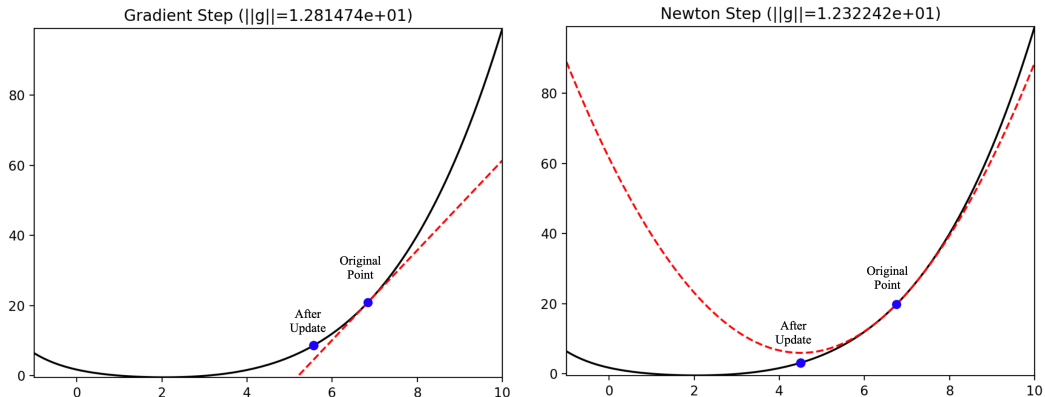 Gradient Step (||g||=1.281474e+01)
80
60
40
20
0
Original
Point
After
Update
0
2
4
6
8
10
Newton Step (||g||=1.232242e+01)
80
60
40
20
0
Original
Point
After
Update
0
2
4
6
8
10